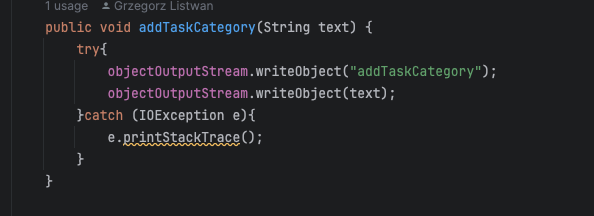 1 usage Grzegorz Listwan
public void addTaskCategory(String text) {
    try{
        objectOutputStream.writeObject("addTaskCategory");
        objectOutputStream.writeObject(text);
    }catch (IOException e){
        e.printStackTrace();
    }
}